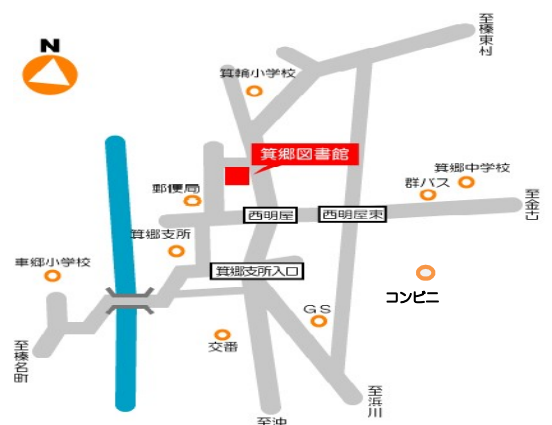 N
至榛東村
箕輪小学校
箕郷図書館
箕郷中学校
郵便局
群バス
至金古
西明屋
西明屋東
箕郷支所
車郷小学校
箕郷支所入口
コンビニ
GS
交番
至榛名町
至浜川
至沖